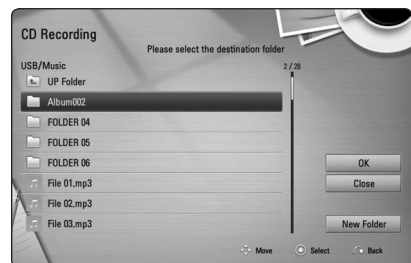 CD Recording
Please select the destination folder
USB/Music
2 / 28
UP Folder
Album002
FOLDER 04
FOLDER 05
FOLDER 06
File 01.mp3
File 02.mp3
File 03.mp3
OK
Close
New Folder
Move
Select
Back